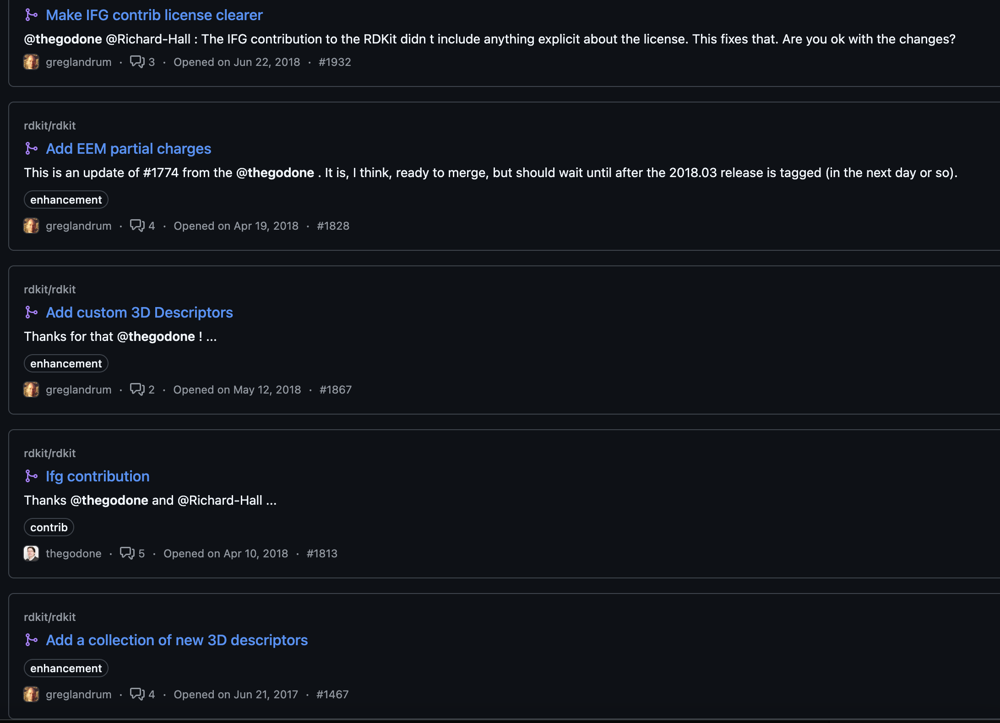 Make IFG contrib license clearer
@thegodone @Richard-Hall : The IFG contribution to the RDKit didn t include anything explicit about the license. This fixes that. Are you ok with the changes?
greglandrum · 3 · Opened on Jun 22, 2018 · #1932
rdkit/rdkit
Add EEM partial charges
This is an update of #1774 from the @thegodone . It is, I think, ready to merge, but should wait until after the 2018.03 release is tagged (in the next day or so).
enhancement
greglandrum · 4 · Opened on Apr 19, 2018 · #1828
rdkit/rdkit
Add custom 3D Descriptors
Thanks for that @thegodone ! ...
enhancement
greglandrum · 2 · Opened on May 12, 2018 · #1867
rdkit/rdkit
Ifg contribution
Thanks @thegodone and @Richard-Hall ...
contrib
thegodone · 5 · Opened on Apr 10, 2018 · #1813
rdkit/rdkit
Add a collection of new 3D descriptors
enhancement
greglandrum · 4 · Opened on Jun 21, 2017 · #1467